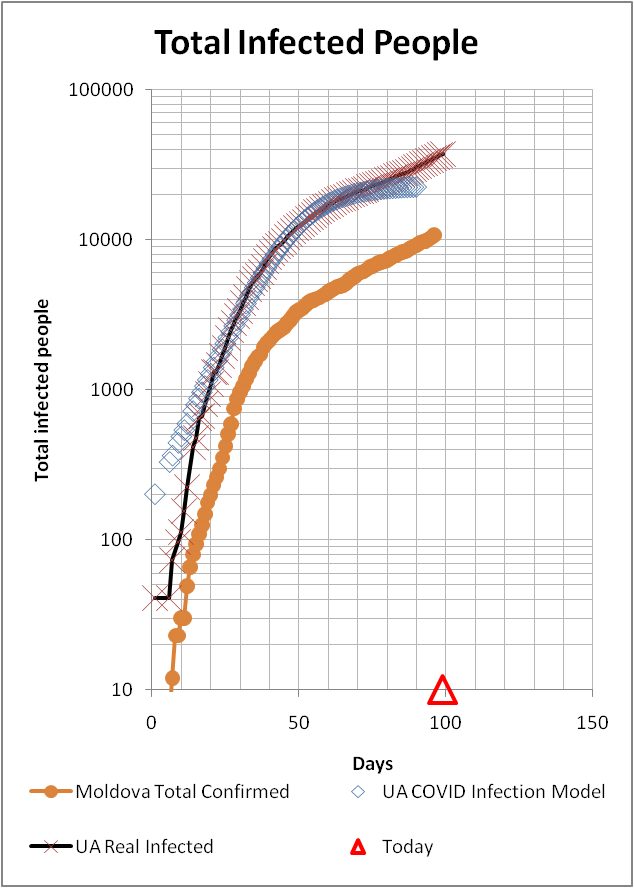 Total Infected People
100000
10000
1000
100
10
Total infected people
0 50 100 150
Days
Moldova Total Confirmed
UA COVID Infection Model
UA Real Infected
Today